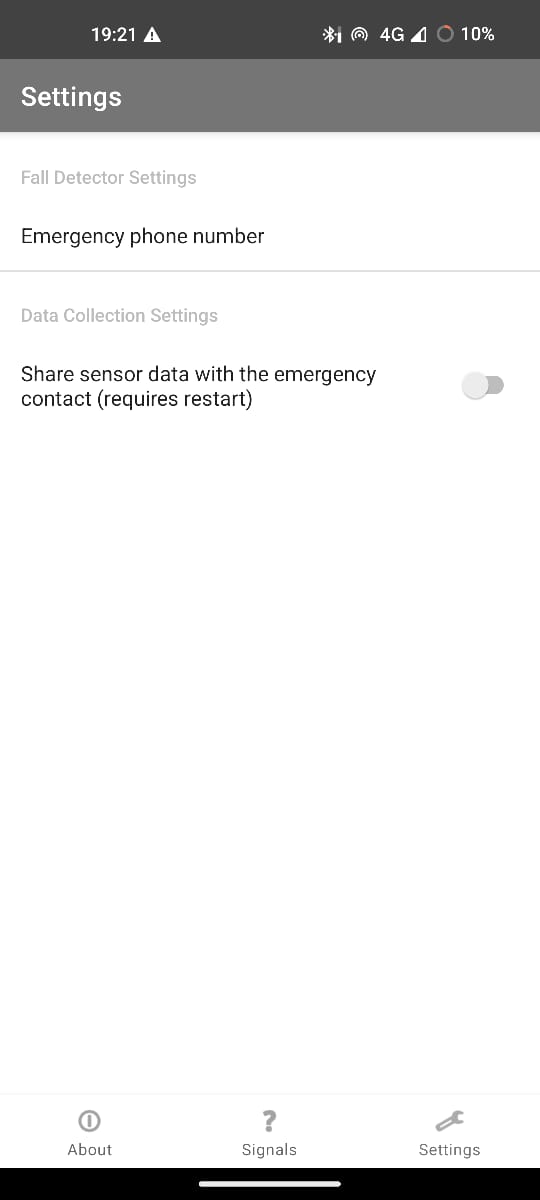 19:21
4G
10%
Settings
Fall Detector Settings
Emergency phone number
Data Collection Settings
Share sensor data with the emergency
contact (requires restart)
About
Signals
Settings